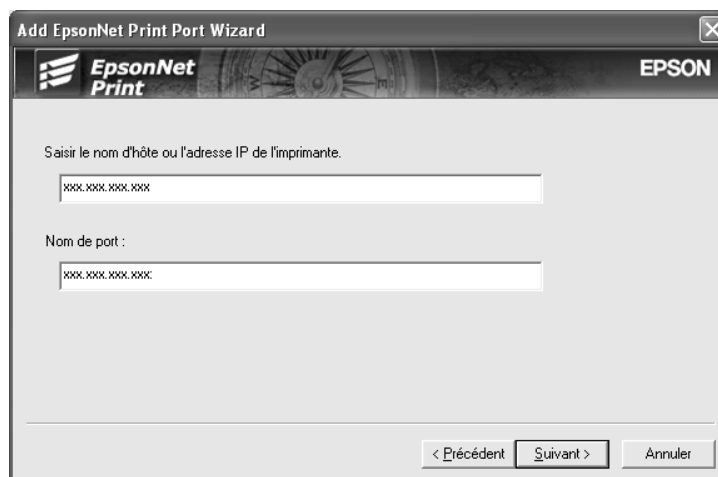 Add EpsonNet Print Port Wizard
EpsonNet
Print
EPSON
Saisir le nom d'hôte ou l'adresse IP de l'imprimante.
xxx.xxx.xxx.xxx
Nom de port :
xxx.xxx.xxx.xxx:
< Précédent
Suivant >
Annuler